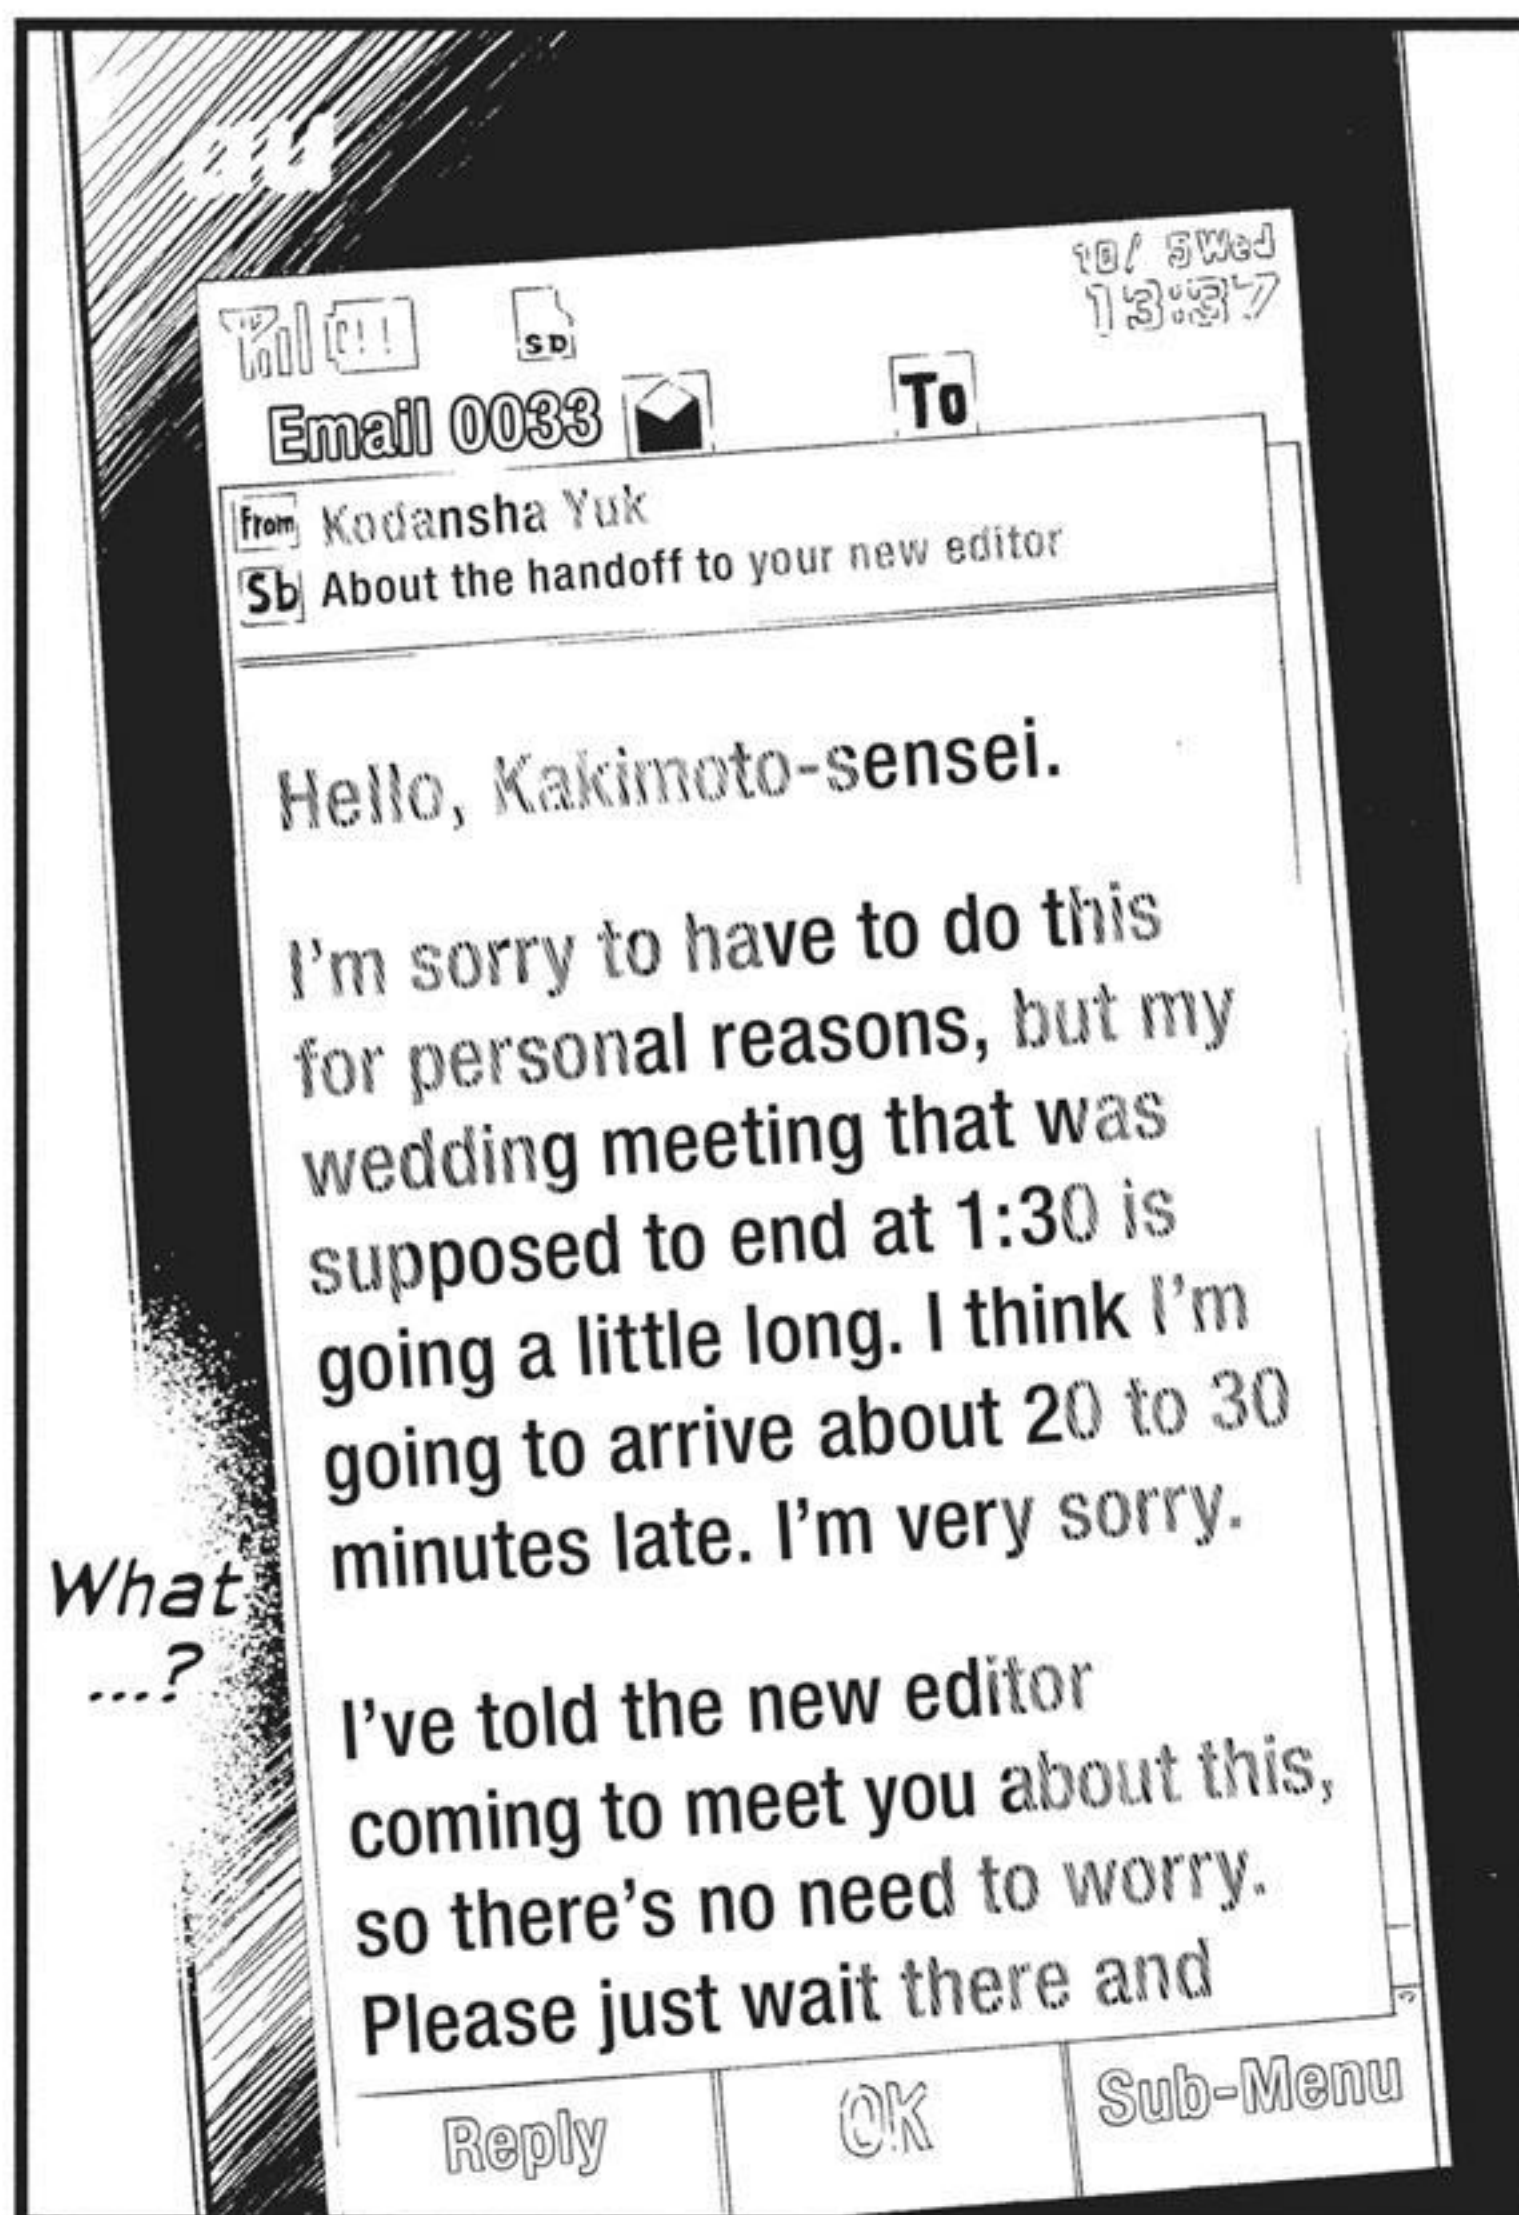 au
10/ 5 Wed
13:37
SD
Email 0033
To
From Kodansha Yuk
Sb About the handoff to your new editor
Hello, Kakimoto-sensei.
I'm sorry to have to do this
for personal reasons, but my
wedding meeting that was
supposed to end at 1:30 is
going a little long. I think I'm
going to arrive about 20 to 30
minutes late. I'm very sorry.
What
...?
I've told the new editor
coming to meet you about this,
so there's no need to worry.
Please just wait there and
Reply
OK
Sub-Menu